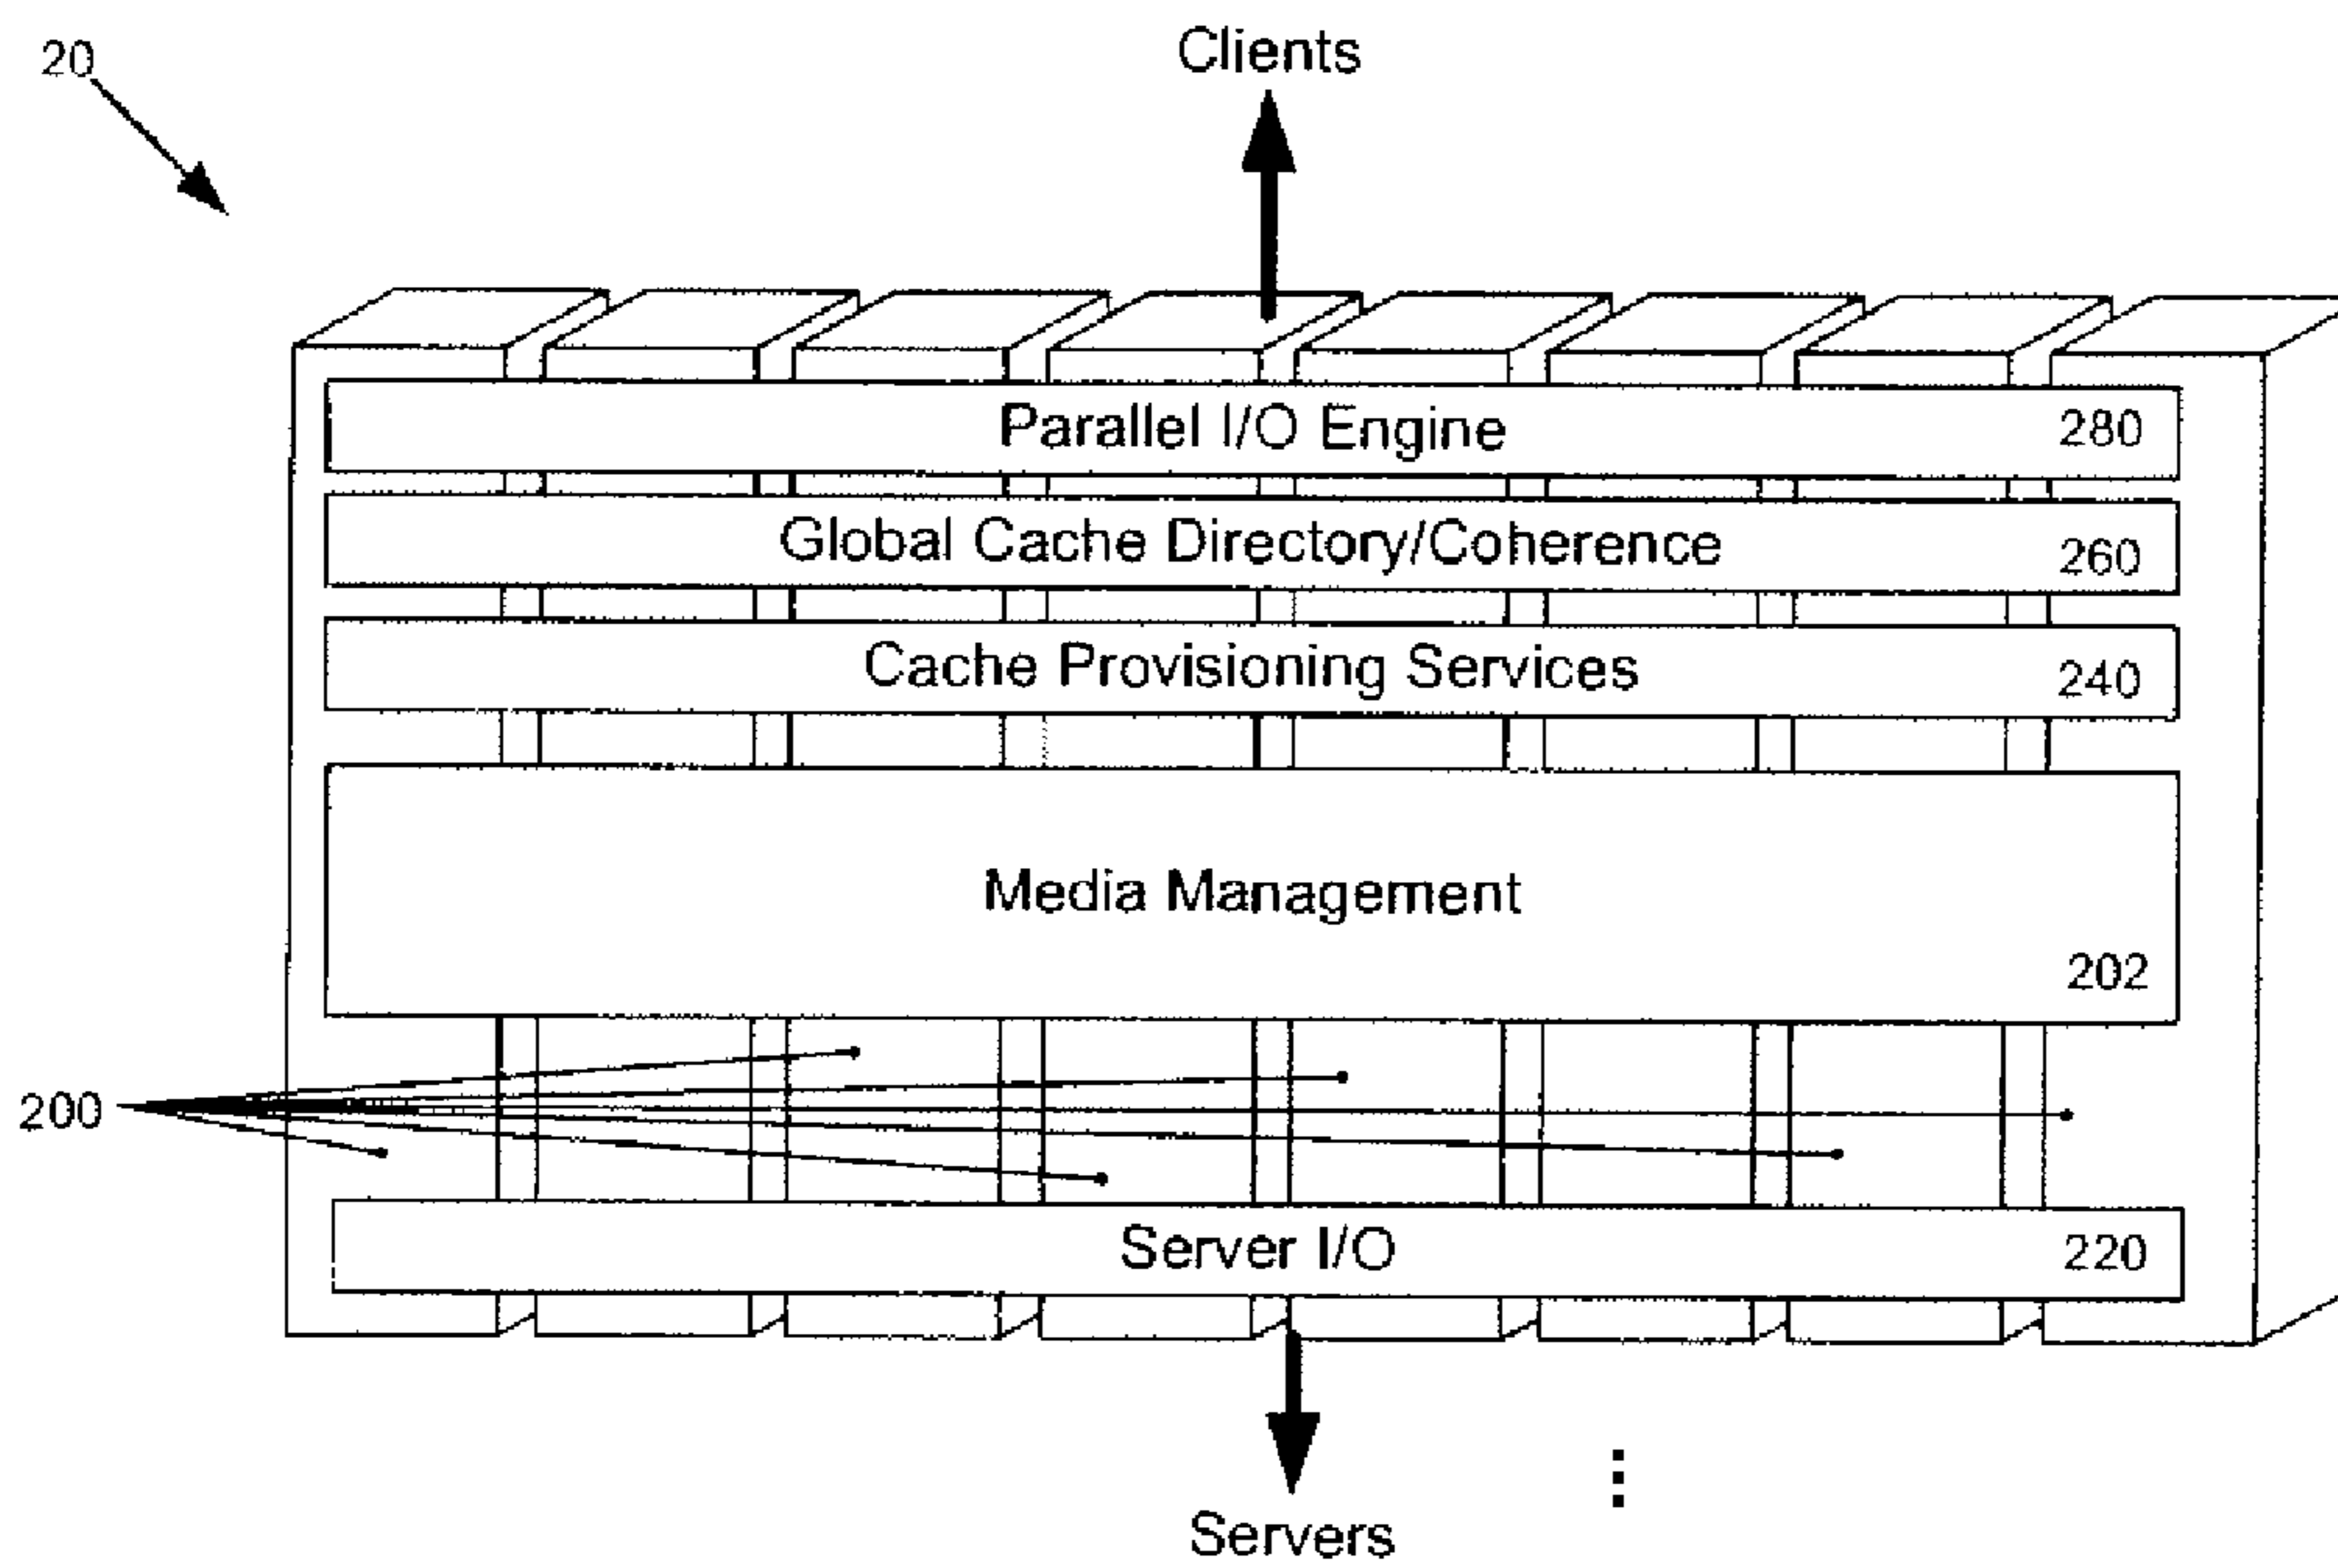 20
Clients
Parallel I/O Engine 280
Global Cache Directory/Coherence 260
Cache Provisioning Services 240
Media Management
202
200
Server I/O 220
Servers